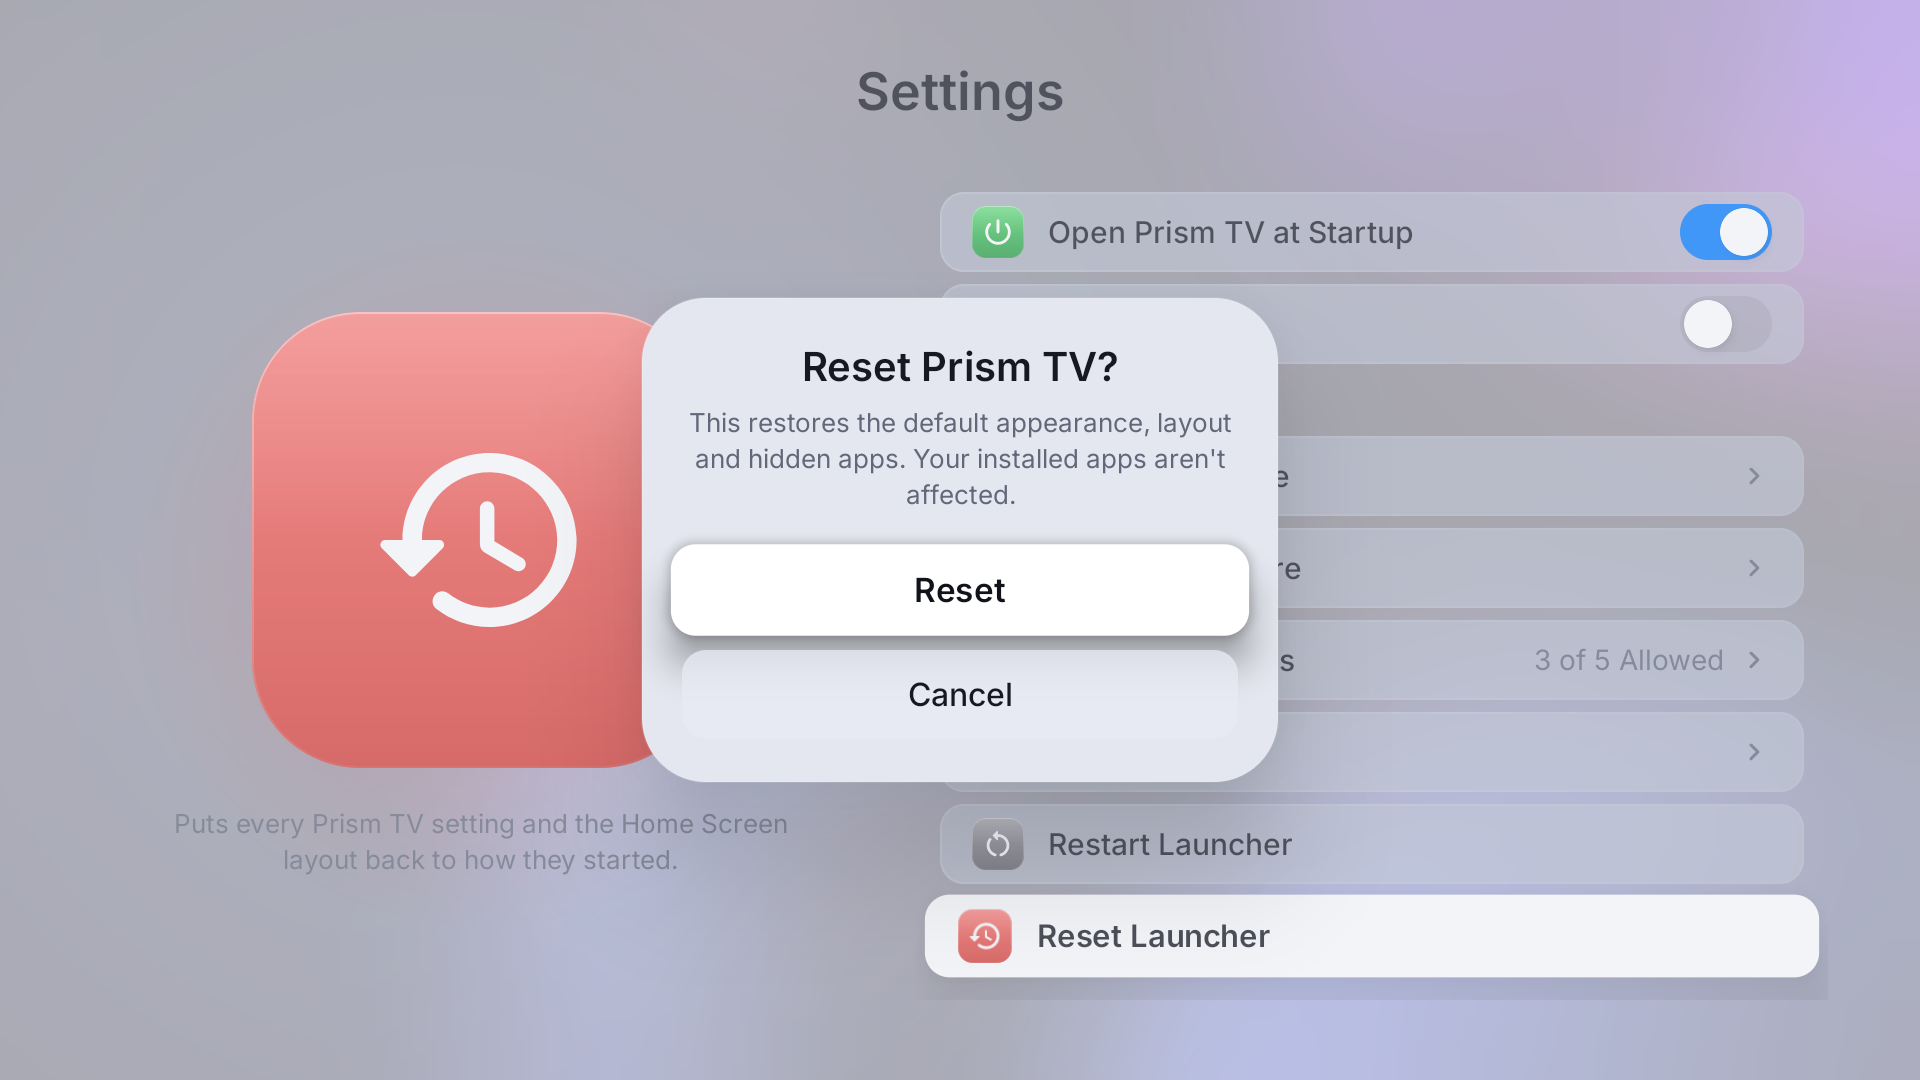 Settings
Open Prism TV at Startup
Reset Prism TV?
This restores the default appearance, layout
and hidden apps. Your installed apps aren't
affected.
Reset
Cancel
3 of 5 Allowed
Puts every Prism TV setting and the Home Screen
layout back to how they started.
Restart Launcher
Reset Launcher